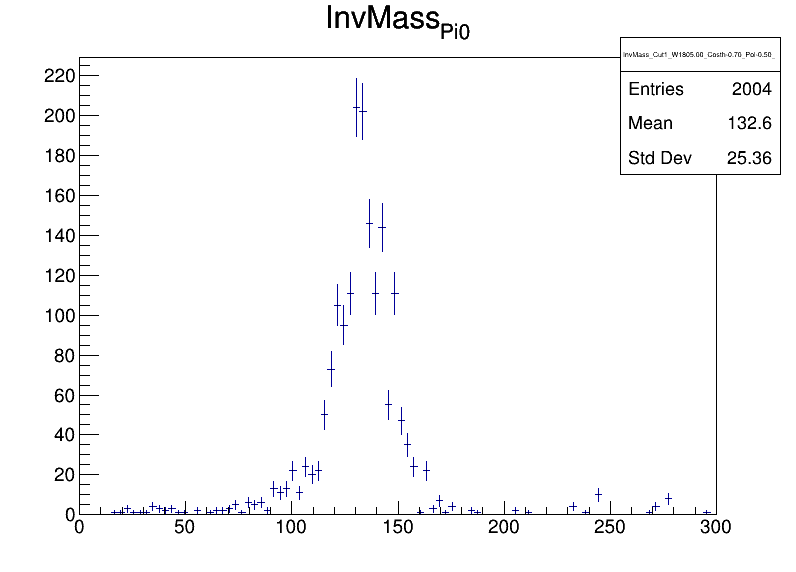 InvMassPi0
InvMass_Cut1_W1805.00_Costh-0.70_Pol-0.50_
Entries 2004
Mean 132.6
Std Dev 25.36
220
200
180
160
140
120
100
80
60
40
20
0
0 50 100 150 200 250 300